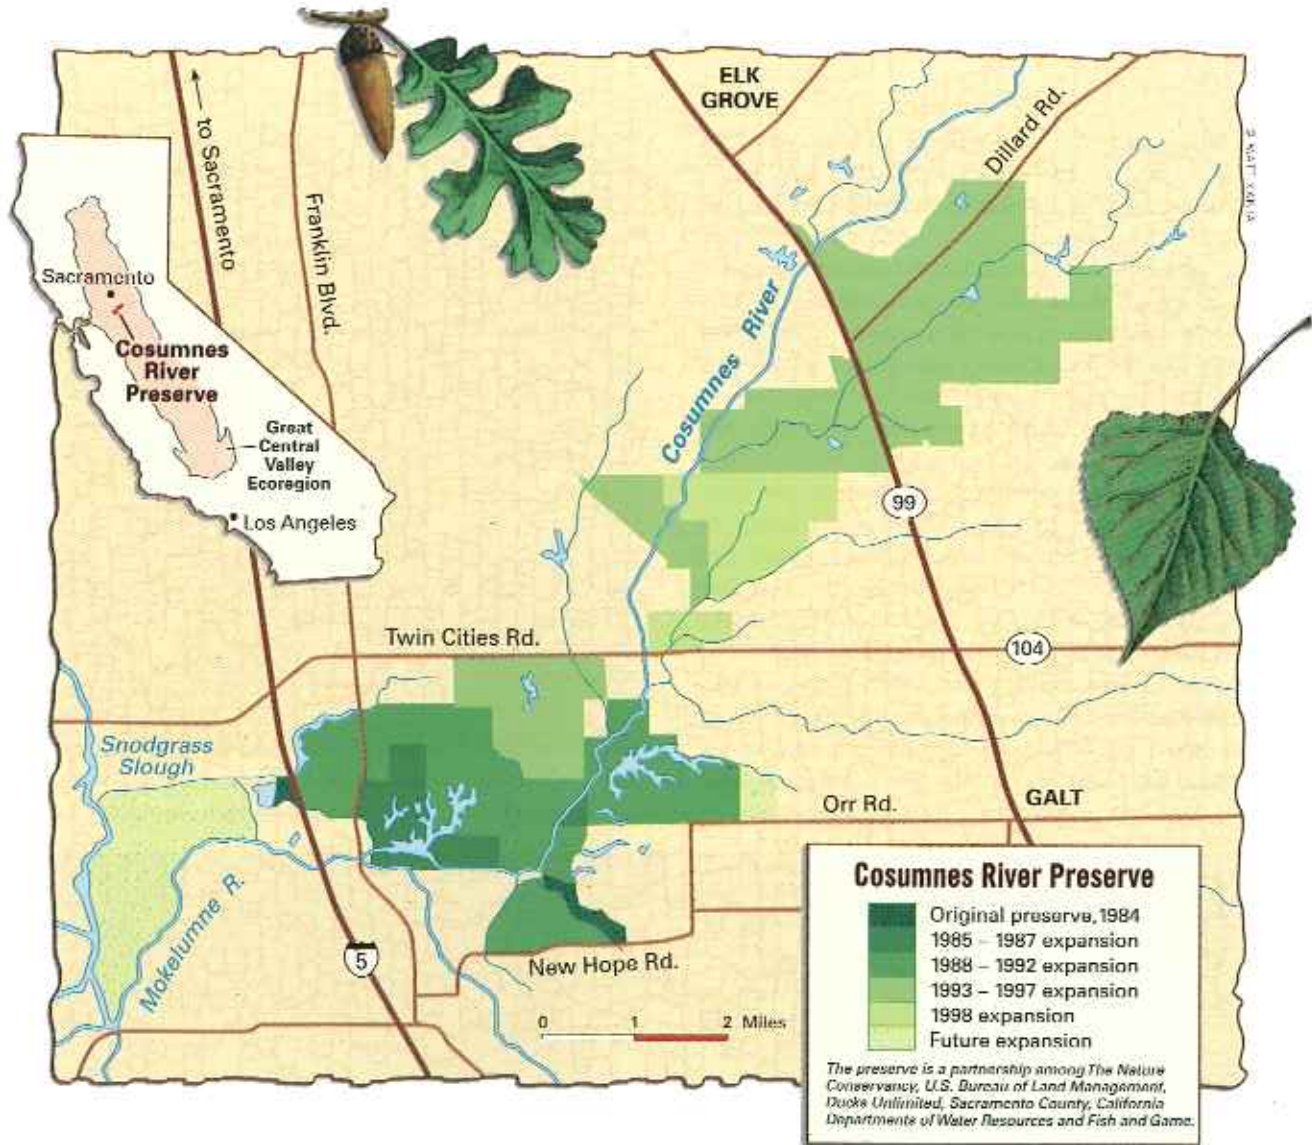 ELK
GROVE
Dillard Rd.
to Sacramento
Franklin Blvd.
Sacramento
Cosumnes
River
Preserve
Great
Central
Valley
Ecoregion
Los Angeles
Cosumnes River
99
Twin Cities Rd.
104
Snodgrass
Slough
Orr Rd.
GALT
Mokelumne R.
5
New Hope Rd.
0 1 2 Miles
Cosumnes River Preserve
Original preserve, 1984
1985 – 1987 expansion
1988 – 1992 expansion
1993 – 1997 expansion
1998 expansion
Future expansion
The preserve is a partnership among The Nature
Conservancy, U.S. Bureau of Land Management,
Ducks Unlimited, Sacramento County, California
Departments of Water Resources and Fish and Game.